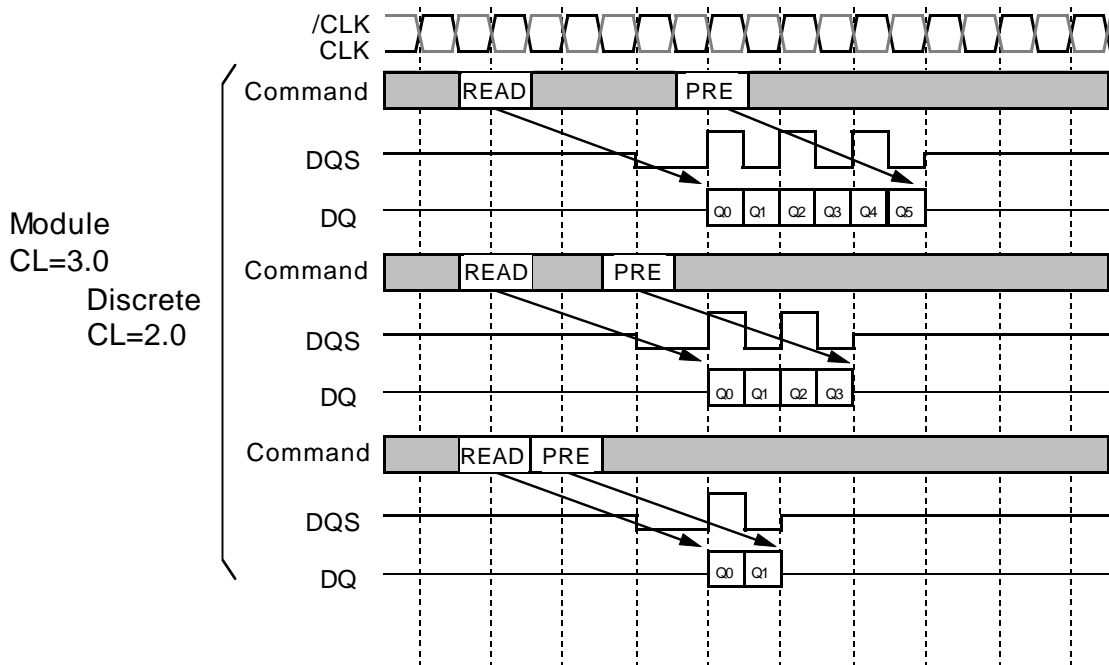 /CLK
CLK
Command READ PRE
DQS
DQ Q0 Q1 Q2 Q3 Q4 Q5
Module
CL=3.0
Discrete
CL=2.0
Command READ PRE
DQS
DQ Q0 Q1 Q2 Q3
Command READ PRE
DQS
DQ Q0 Q1